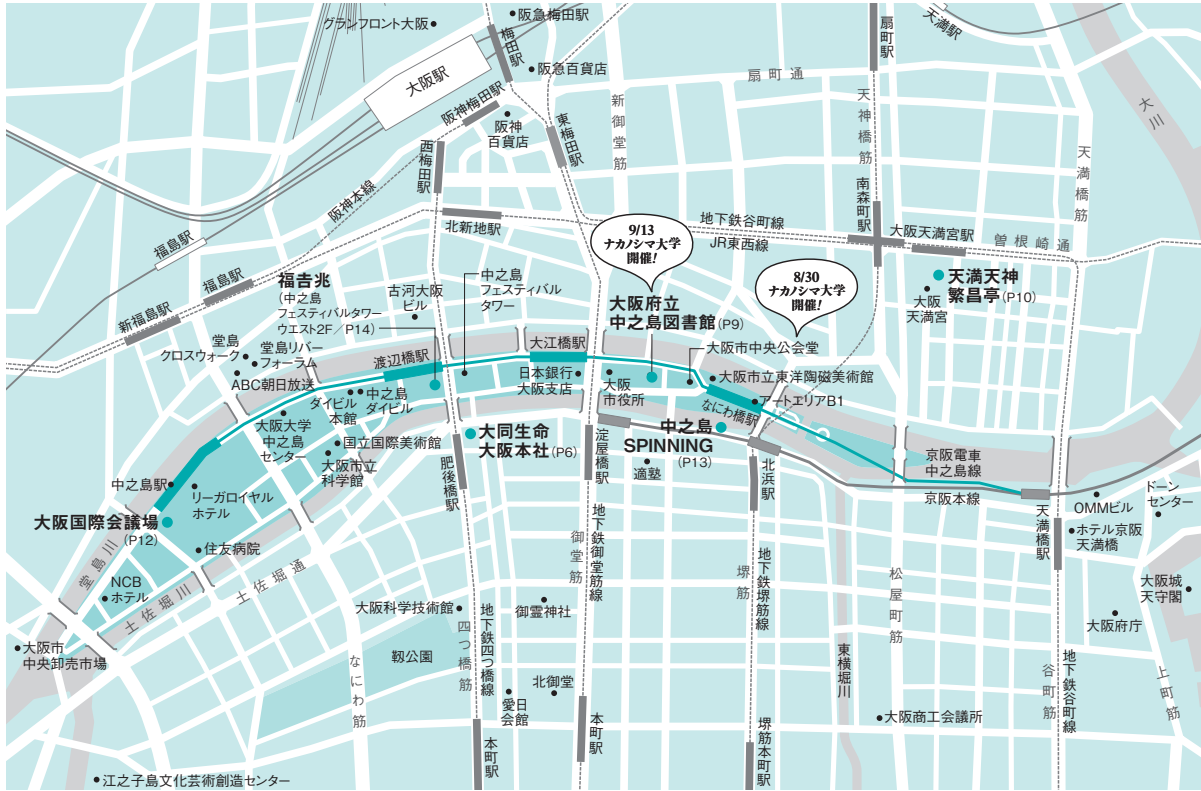 グランフロント大阪
阪急梅田駅
梅田駅
大阪駅
阪急百貨店
阪神梅田駅
阪神
百貨店
東梅田駅
西梅田駅
新御堂筋
扇町通
扇町駅
天満駅
天神橋筋
大川
天満橋筋
阪神本線
福島駅
北新地駅
南森町駅
地下鉄谷町線
JR東西線
大阪天満宮駅
曽根崎通
9/13
ナカノシマ大学
開催!
8/30
ナカノシマ大学
開催!
天満天神
繁昌亭(P10)
大阪
天満宮
福島駅
新福島駅
福吉兆
(中之島
フェスティバルタワー
ウエスト2F/P14)
古河大阪
ビル
中之島
フェスティバル
タワー
大阪府立
中之島図書館(P9)
堂島
クロスウォーク
堂島リバー
フォーラム
ABC朝日放送
渡辺橋駅
大江橋駅
大阪市中央公会堂
日本銀行
大阪支店
大阪
市役所
大阪市立東洋陶磁美術館
なにわ橋駅
アートエリアB1
ダイビル
本館
中之島
ダイビル
大阪大学
中之島
センター
国立国際美術館
大阪市立
科学館
大同生命
大阪本社(P6)
肥後橋駅
淀屋橋駅
適塾
中之島
SPINNING
(P13)
北浜駅
京阪電車
中之島線
京阪本線
天満橋駅
OMMビル
ドーン
センター
ホテル京阪
天満橋
大阪城
天守閣
大阪府庁
中之島駅
リーガロイヤル
ホテル
大阪国際会議場
(P12)
住友病院
堂島川
NCB
ホテル
土佐堀川
土佐堀通
大阪市
中央卸売市場
大阪科学技術館
御霊神社
靱公園
なにわ筋
四つ橋筋
地下鉄四つ橋線
御堂筋
地下鉄御堂筋線
堺筋
地下鉄堺筋線
松屋町筋
東横堀川
谷町筋
地下鉄谷町線
上町筋
愛日
会館
北御堂
本町駅
本町駅
堺筋本町駅
大阪商工会議所
江之子島文化芸術創造センター